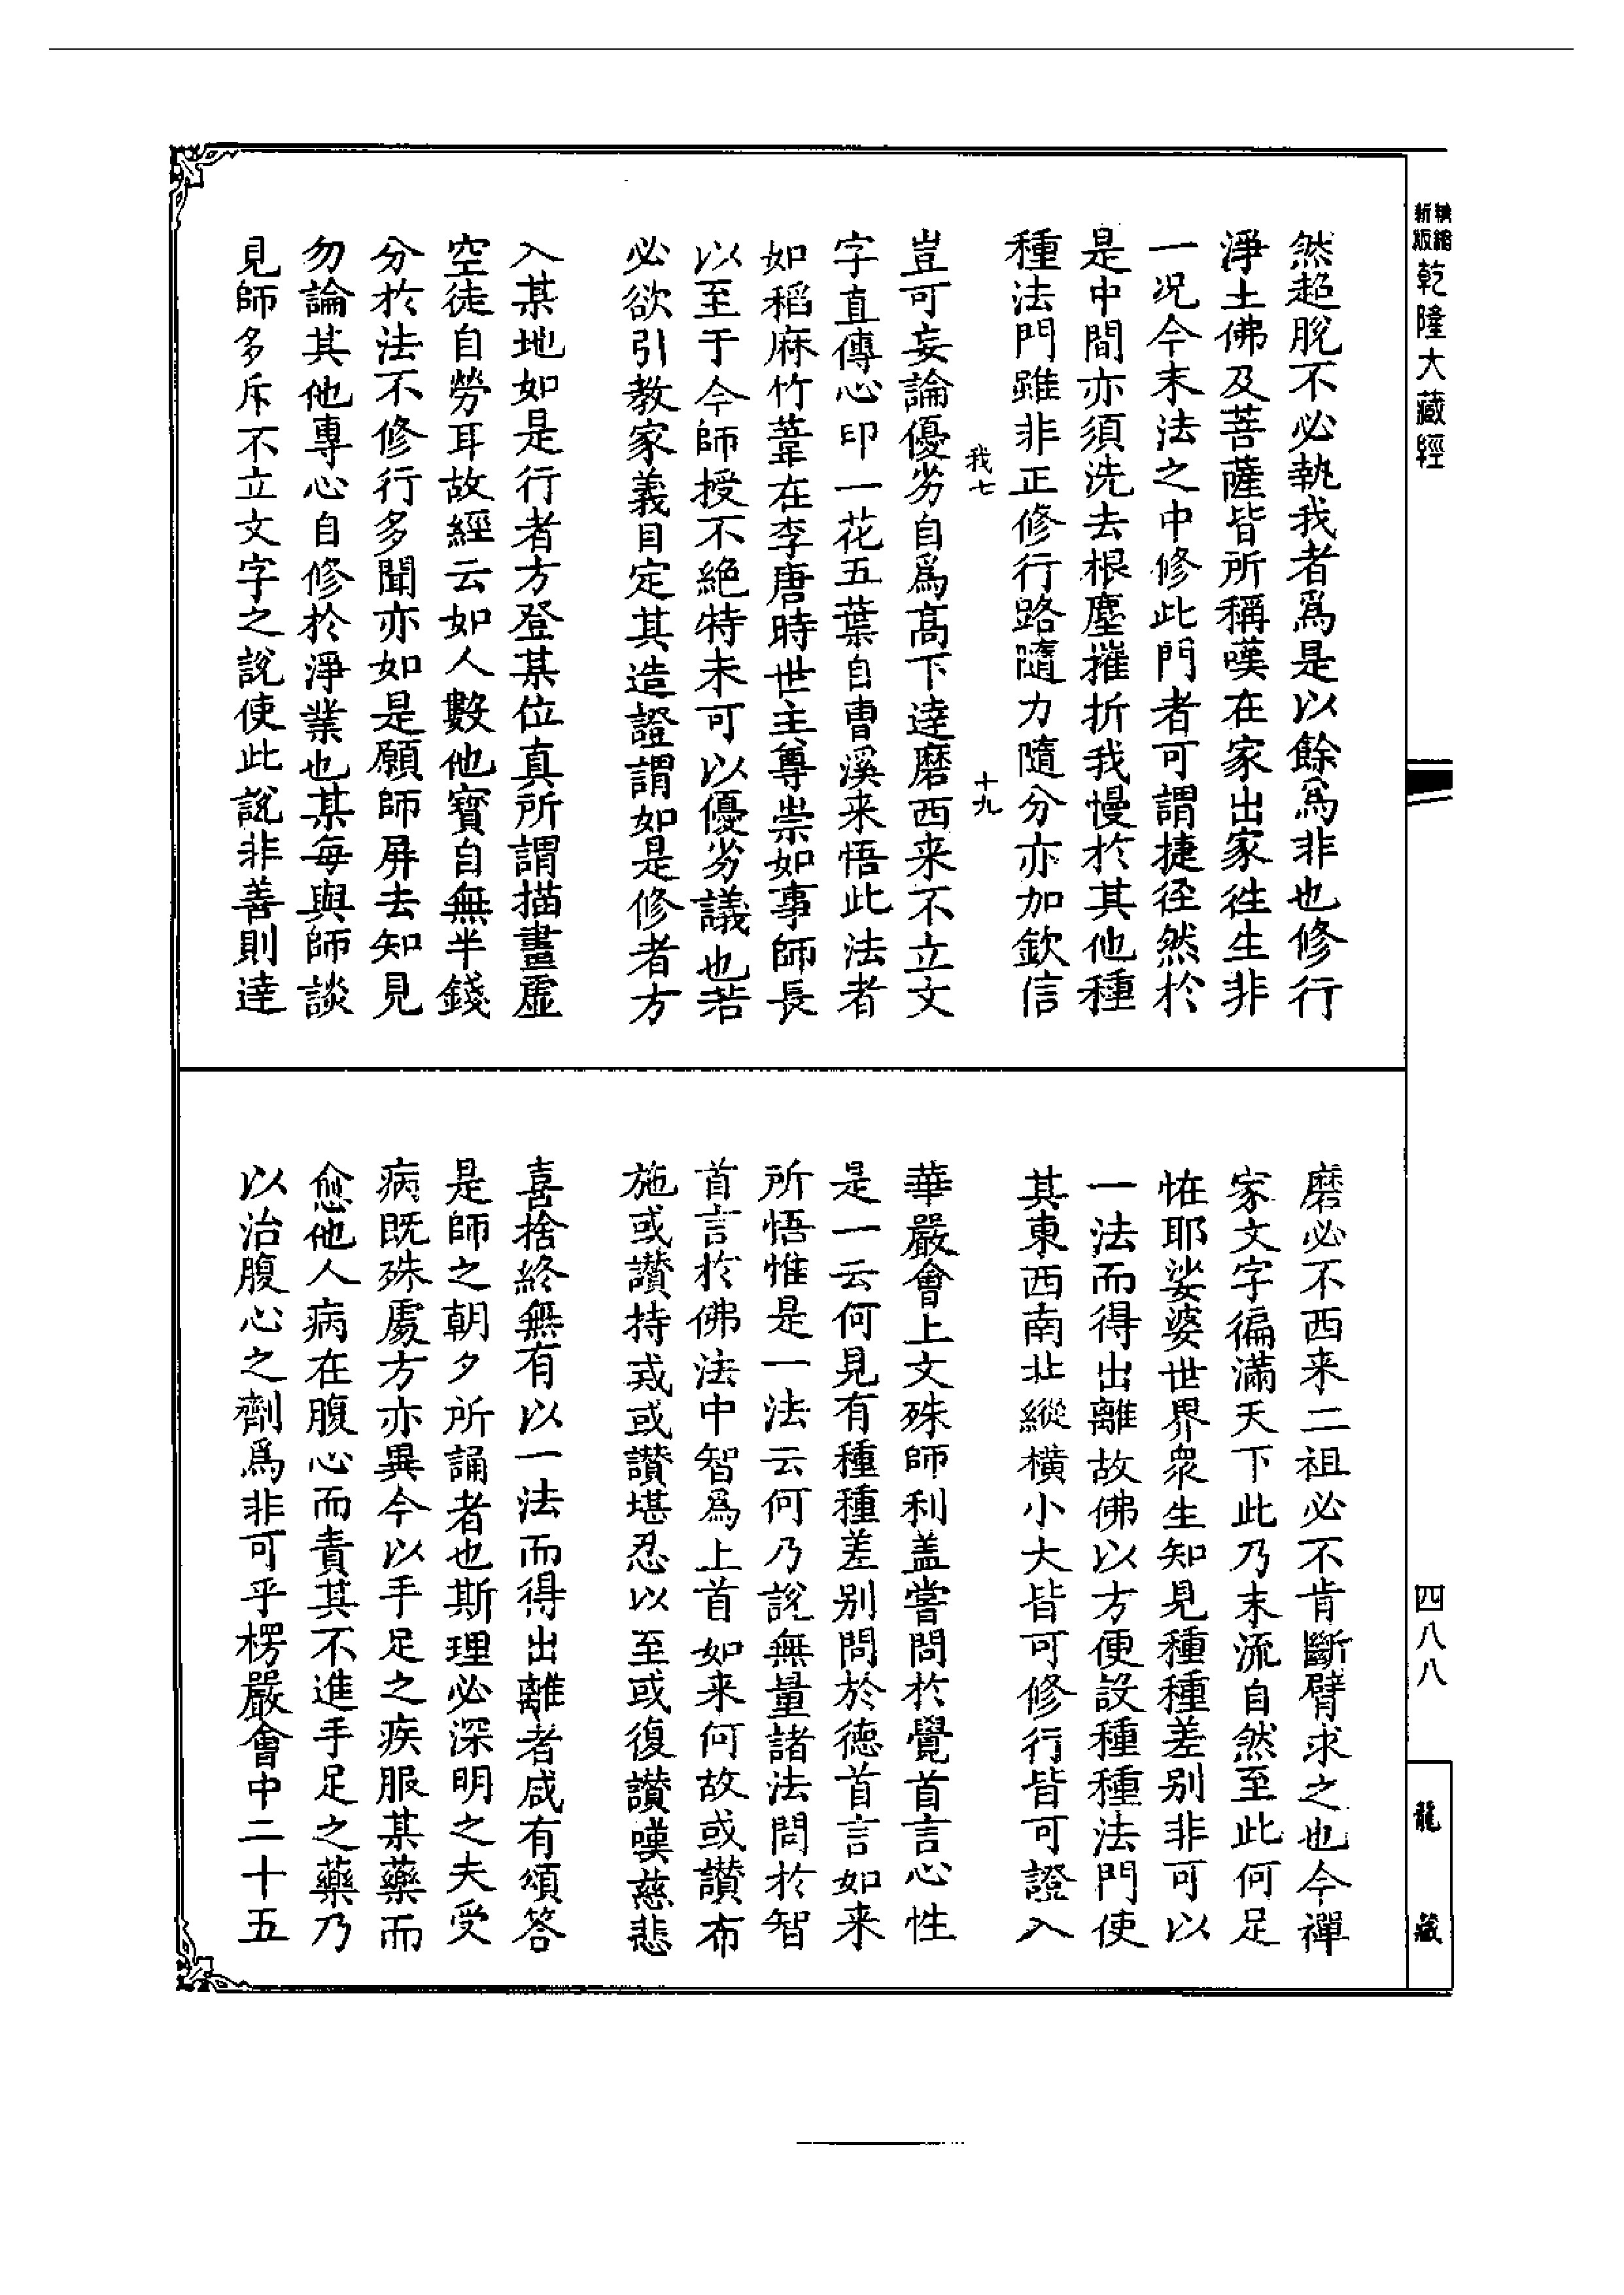 精縮新版乾隆大藏經
然超脫不必執我者爲是以餘爲非也修行
淨土佛及菩薩皆所稱嘆在家出家徃生非
一况今末法之中修此門者可謂捷径然於
是中間亦須洗去根塵摧折我慢於其他種
種法門雖非正修行路隨力隨分亦加欽信
我七 十九
豈可妄論優劣自爲高下達磨西来不立文
字直傳心印一花五葉自曹溪来悟此法者
如稻麻竹葦在李唐時世主尊崇如事師長
以至于今師授不絕特未可以優劣議也若
必欲引教家義目定其造證謂如是修者方
入某地如是行者方登某位真所謂描畫虛
空徒自勞耳故經云如人數他寳自無半錢
分於法不修行多聞亦如是願師屏去知見
勿論其他專心自修於淨業也某每與師談
見師多斥不立文字之說使此說非善則達
磨必不西来二祖必不肯斷臂求之也今禪
家文字徧滿天下此乃末流自然至此何足
恠耶娑婆世界衆生知見種種差别非可以
一法而得出離故佛以方便設種種法門使
其東西南北縱橫小大皆可修行皆可證入
華嚴會上文殊師利盖嘗問於覺首言心性
是一云何見有種種差别問於德首言如来
所悟惟是一法云何乃說無量諸法問於智
首言於佛法中智爲上首如来何故或讃布
施或讃持戒或讃堪忍以至或復讃嘆慈悲
喜捨終無有以一法而得出離者咸有頌答
是師之朝夕所誦者也斯理必深明之夫受
病既殊處方亦異今以手足之疾服某藥而
愈他人病在腹心而責其不進手足之藥乃
以治腹心之劑爲非可乎楞嚴會中二十五
四八八
龍藏